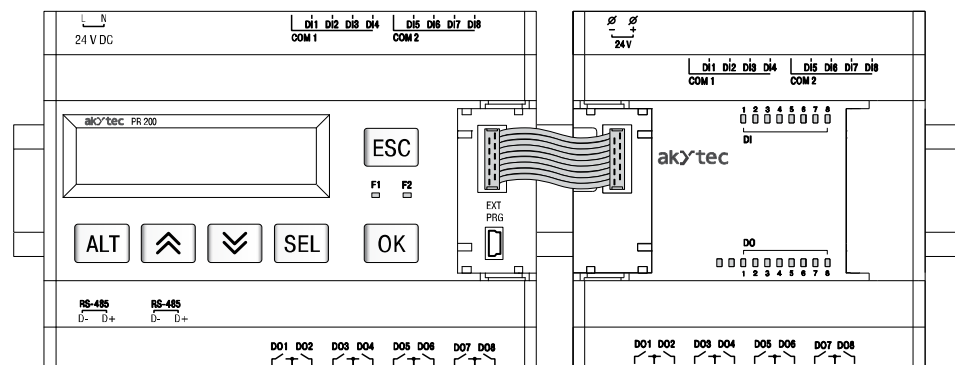 L N
24 V DC
DI1 DI2 DI3 DI4 DI5 DI6 DI7 DI8
COM 1 COM 2
akYtec PR 200
ESC
F1 F2
ALT SEL OK
EXT
PRG
RS-485 RS-485
D- D+ D- D+
DO1 DO2 DO3 DO4 DO5 DO6 DO7 DO8
- +
24V
DI1 DI2 DI3 DI4 DI5 DI6 DI7 DI8
COM 1 COM 2
1 2 3 4 5 6 7 8
DI
akYtec
DO
1 2 3 4 5 6 7 8
DO1 DO2 DO3 DO4 DO5 DO6 DO7 DO8